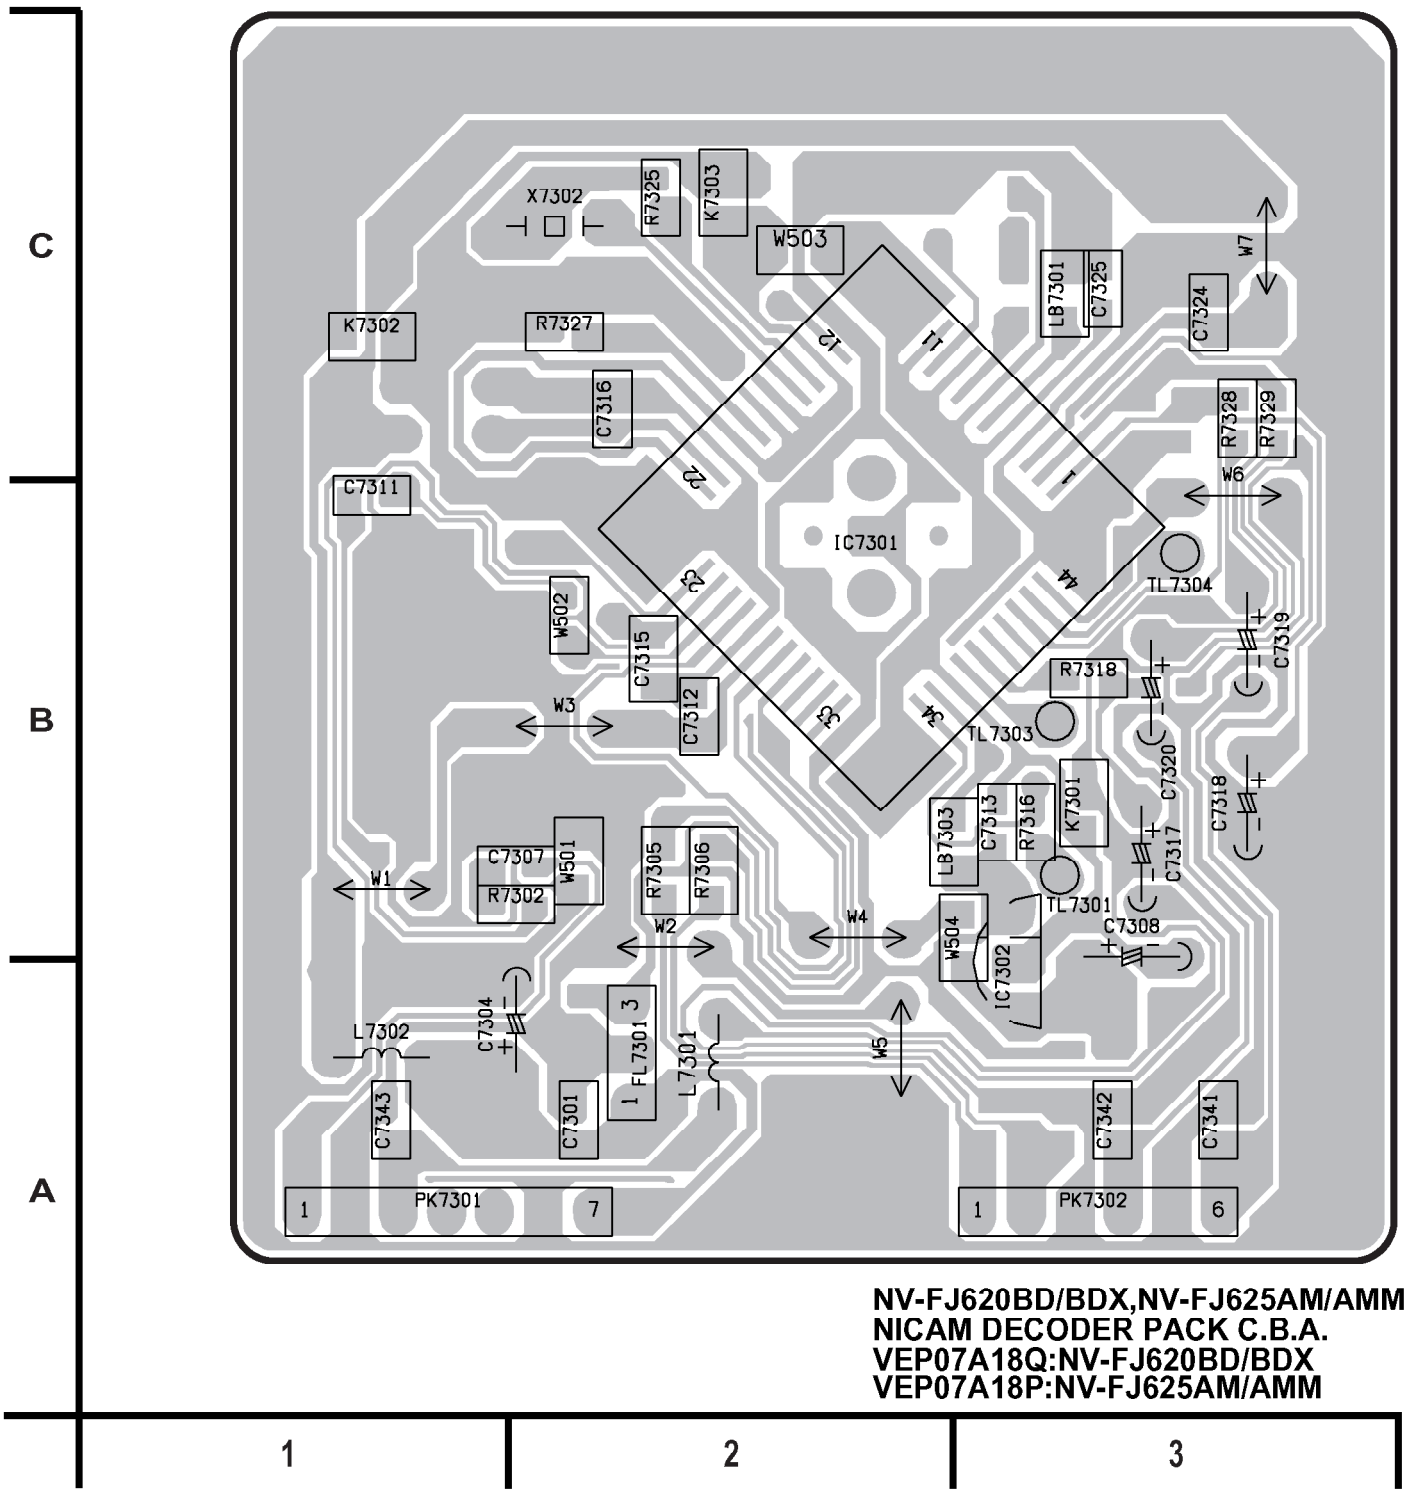 C
B
A
X7302
R7325
K7303
W503
W7
LB7301
C7325
C7324
K7302
R7327
12
11
C7316
R7328
R7329
22
1
C7311
W6
IC7301
23
44
TL7304
W502
C7315
C7319
R7318
C7312
W3
33
34
TL7303
C7320
C7318
K7301
LB7303
C7313
R7316
C7317
C7307
W501
R7305
R7306
W1
R7302
TL7301
W4
W2
W504
C7308
+ -
IC7302
C7304
3
L7302
FL7301
L7301
W5
1
C7343
C7301
C7342
C7341
1 PK7301 7
1 PK7302 6
NV-FJ620BD/BDX,NV-FJ625AM/AMM
NICAM DECODER PACK C.B.A.
VEP07A18Q:NV-FJ620BD/BDX
VEP07A18P:NV-FJ625AM/AMM
1 2 3